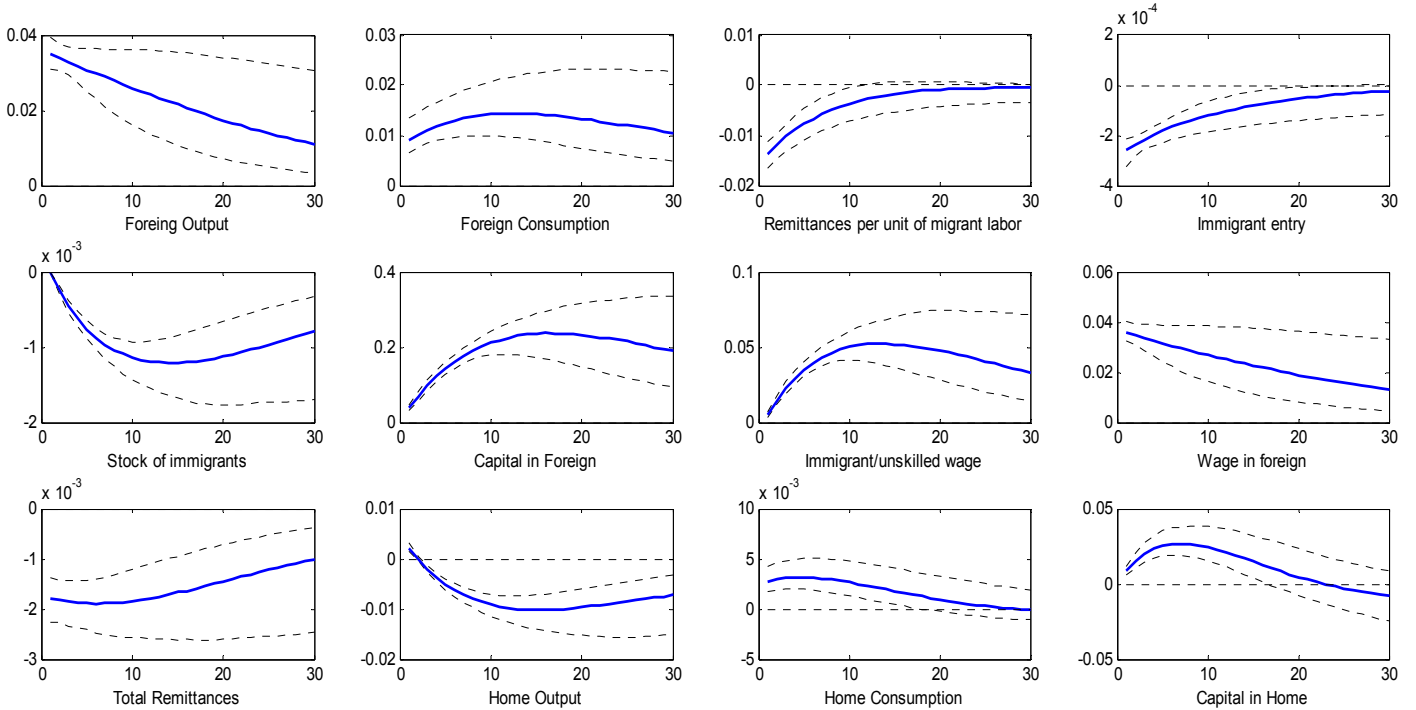 0.04
0.02
0
0 10 20 30
Foreing Output
0.03
0.02
0.01
0
0 10 20 30
Foreign Consumption
0.01
0
-0.01
-0.02
0 10 20 30
Remittances per unit of migrant labor
x 10^-4
2
0
-2
-4
0 10 20 30
Immigrant entry
x 10^-3
0
-1
-2
0 10 20 30
Stock of immigrants
0.4
0.2
0
0 10 20 30
Capital in Foreign
0.1
0.05
0
0 10 20 30
Immigrant/unskilled wage
0.06
0.04
0.02
0
0 10 20 30
Wage in foreign
x 10^-3
0
-1
-2
-3
0 10 20 30
Total Remittances
0.01
0
-0.01
-0.02
0 10 20 30
Home Output
x 10^-3
10
5
0
-5
0 10 20 30
Home Consumption
0.05
0
-0.05
0 10 20 30
Capital in Home